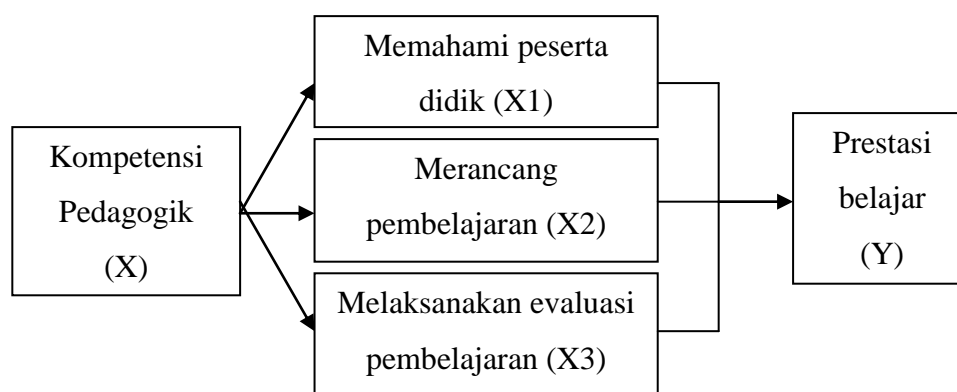 Kompetensi
Pedagogik
(X)
Memahami peserta
didik (X1)
Merancang
pembelajaran (X2)
Melaksanakan evaluasi
pembelajaran (X3)
Prestasi
belajar
(Y)